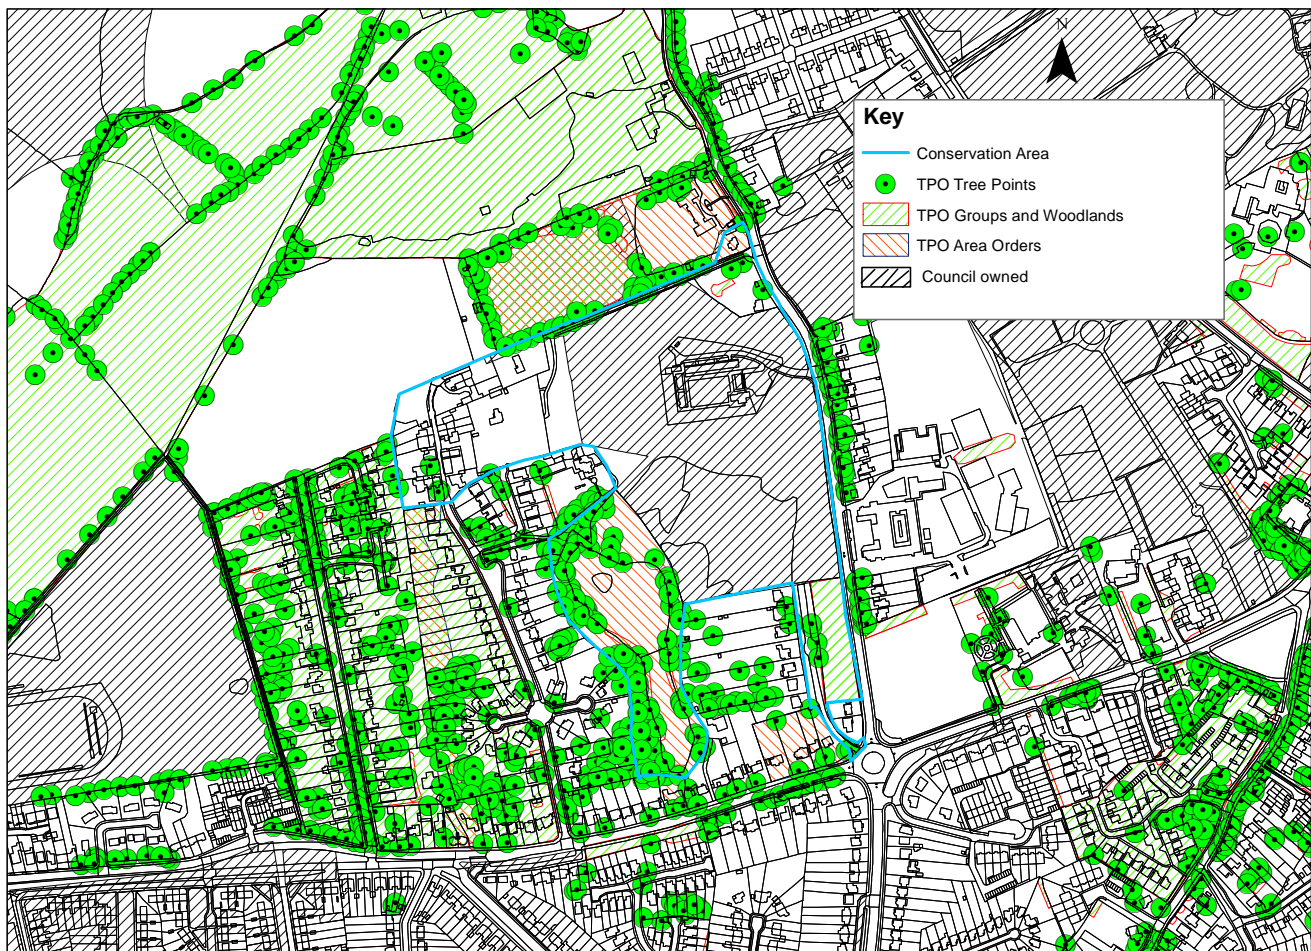 N
Key
Conservation Area
TPO Tree Points
TPO Groups and Woodlands
TPO Area Orders
Council owned